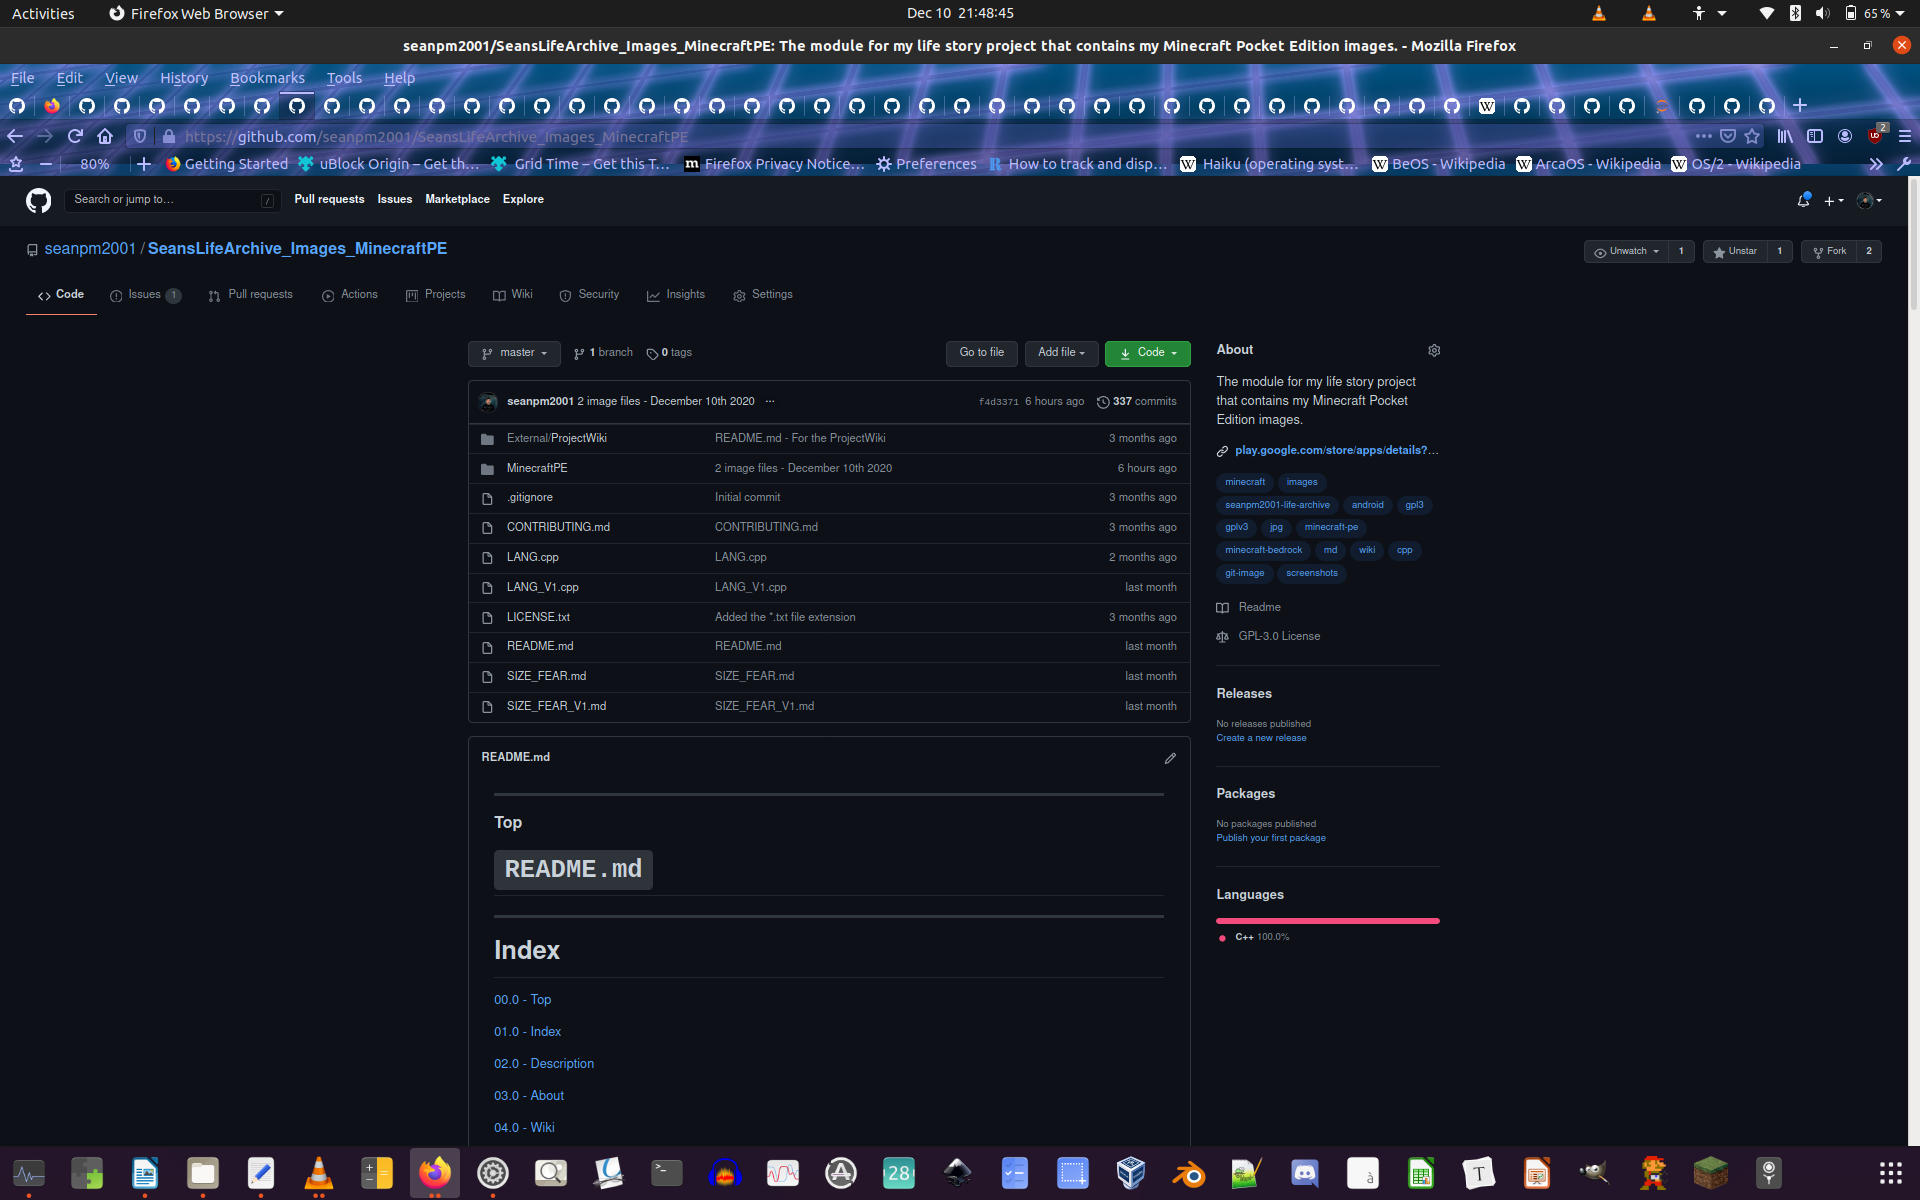 Activities Firefox Web Browser Dec 10 21:48:45 65 %
seanpm2001/SeansLifeArchive_Images_MinecraftPE: The module for my life story project that contains my Minecraft Pocket Edition images. - Mozilla Firefox
File Edit View History Bookmarks Tools Help
https://github.com/seanpm2001/SeansLifeArchive_Images_MinecraftPE 2
80% Getting Started uBlock Origin – Get th… Grid Time – Get this T… Firefox Privacy Notice… Preferences How to track and disp… Haiku (operating syst… BeOS - Wikipedia ArcaOS - Wikipedia OS/2 - Wikipedia
Search or jump to… / Pull requests Issues Marketplace Explore
seanpm2001 / SeansLifeArchive_Images_MinecraftPE Unwatch 1 Unstar 1 Fork 2
Code Issues 1 Pull requests Actions Projects Wiki Security Insights Settings
master 1 branch 0 tags Go to file Add file Code
seanpm2001 2 image files - December 10th 2020 ... f4d3371 6 hours ago 337 commits
External/ProjectWiki README.md - For the ProjectWiki 3 months ago
MinecraftPE 2 image files - December 10th 2020 6 hours ago
.gitignore Initial commit 3 months ago
CONTRIBUTING.md CONTRIBUTING.md 3 months ago
LANG.cpp LANG.cpp 2 months ago
LANG_V1.cpp LANG_V1.cpp last month
LICENSE.txt Added the *.txt file extension 3 months ago
README.md README.md last month
SIZE_FEAR.md SIZE_FEAR.md last month
SIZE_FEAR_V1.md SIZE_FEAR_V1.md last month
README.md
Top
README.md
Index
00.0 - Top
01.0 - Index
02.0 - Description
03.0 - About
04.0 - Wiki
About
The module for my life story project
that contains my Minecraft Pocket
Edition images.
play.google.com/store/apps/details?…
minecraft images
seanpm2001-life-archive android gpl3
gplv3 jpg minecraft-pe
minecraft-bedrock md wiki cpp
git-image screenshots
Readme
GPL-3.0 License
Releases
No releases published
Create a new release
Packages
No packages published
Publish your first package
Languages
C++ 100.0%
28